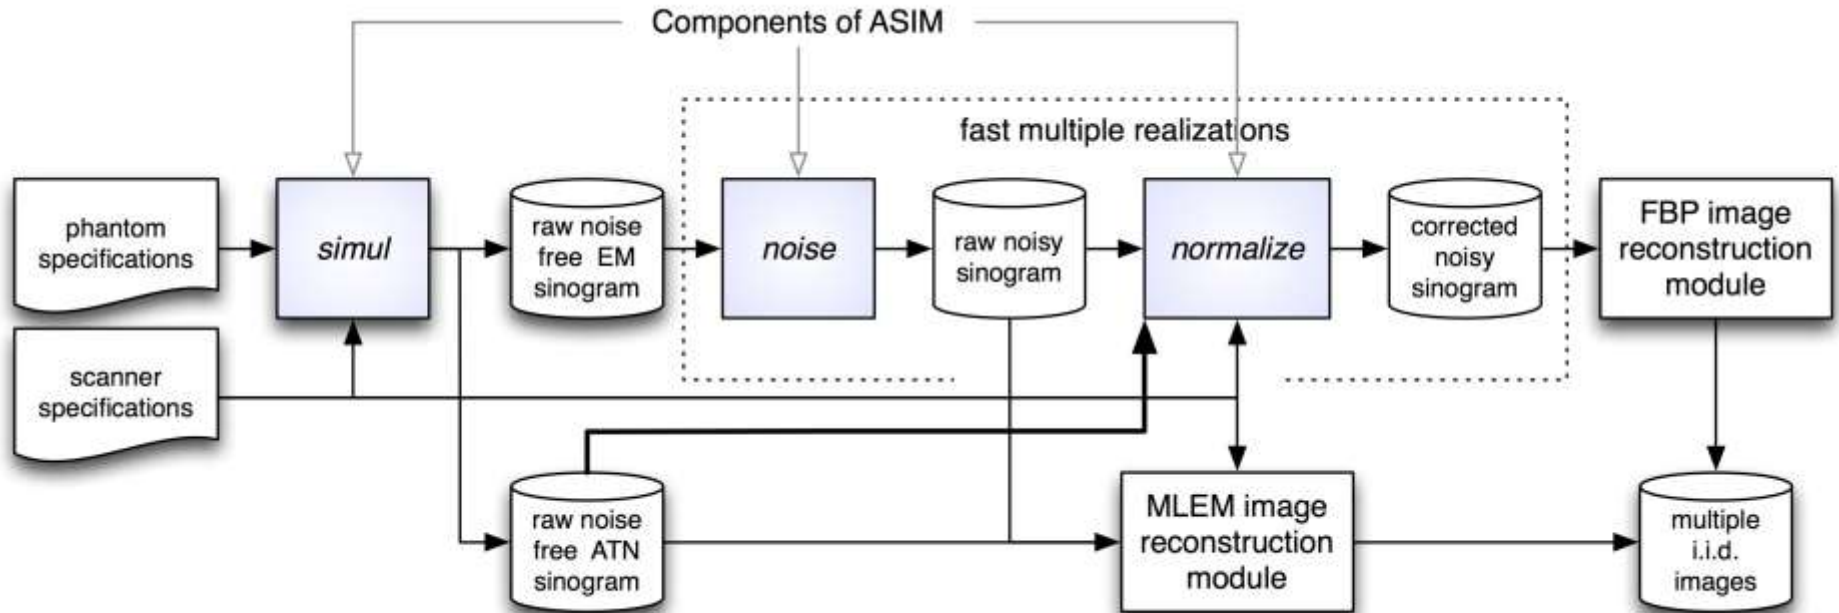 Components of ASIM
fast multiple realizations
phantom
specifications
simul
raw noise
free EM
sinogram
noise
raw noisy
sinogram
normalize
corrected
noisy
sinogram
FBP image
reconstruction
module
scanner
specifications
raw noise
free ATN
sinogram
MLEM image
reconstruction
module
multiple
i.i.d.
images